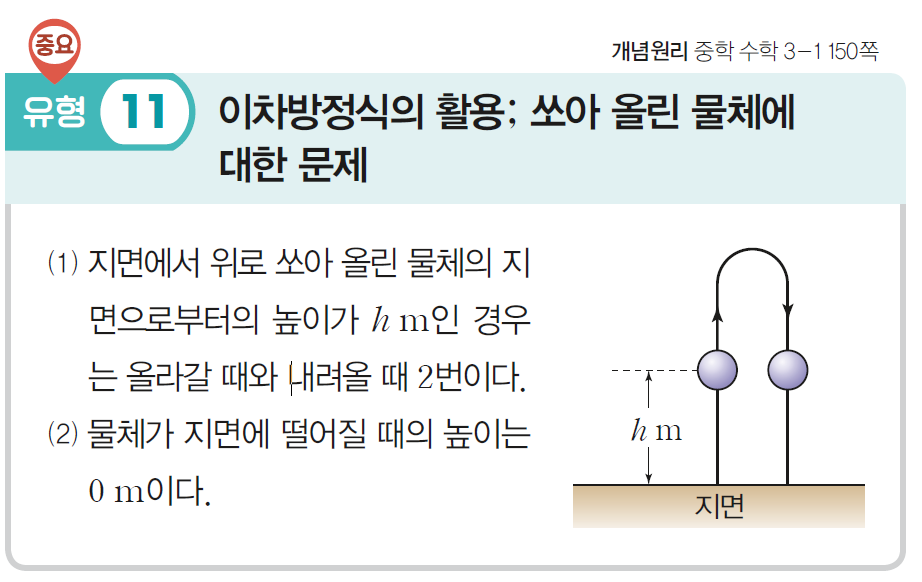 중요
개념원리 중학 수학 3-1 150쪽
유형 11 이차방정식의 활용; 쏘아 올린 물체에
대한 문제
(1) 지면에서 위로 쏘아 올린 물체의 지
면으로부터의 높이가 h m인 경우
는 올라갈 때와 내려올 때 2번이다.
(2) 물체가 지면에 떨어질 때의 높이는
0 m이다.
h m
지면